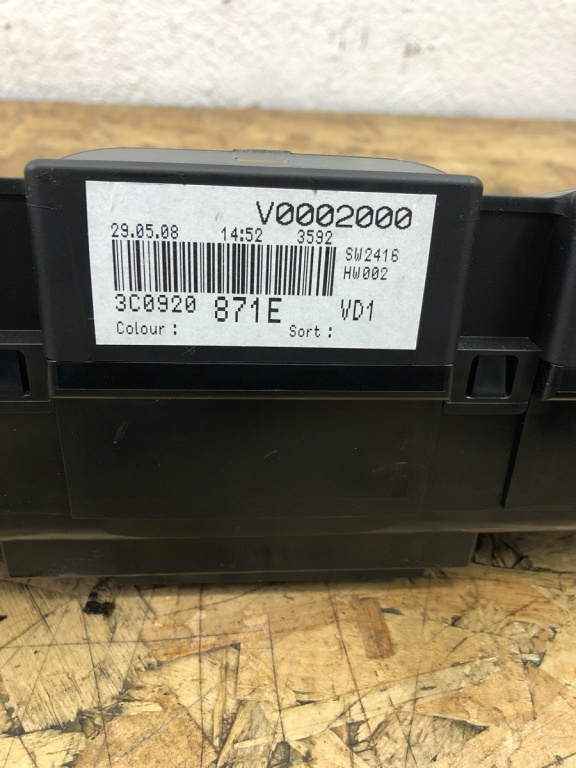 V0002000
29.05.08 14:52 3592
SW2416
HW002
3C0920 871E VD1
Colour : Sort :